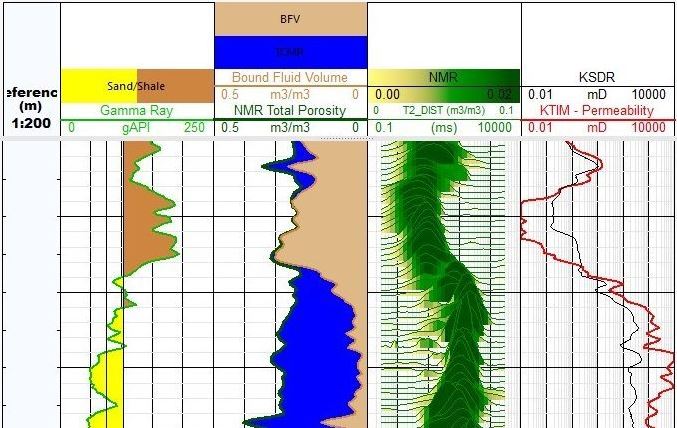 BFV
TCMR
Sand/Shale
Bound Fluid Volume
NMR
KSDR
eferenc
(m)
1:200
0.5 m3/m3 0
0.00 0.02
0.01 mD 10000
Gamma Ray
NMR Total Porosity
0 T2_DIST (m3/m3) 0.1
KTIM - Permeability
0 gAPI 250
0.5 m3/m3 0
0.1 (ms) 10000
0.01 mD 10000